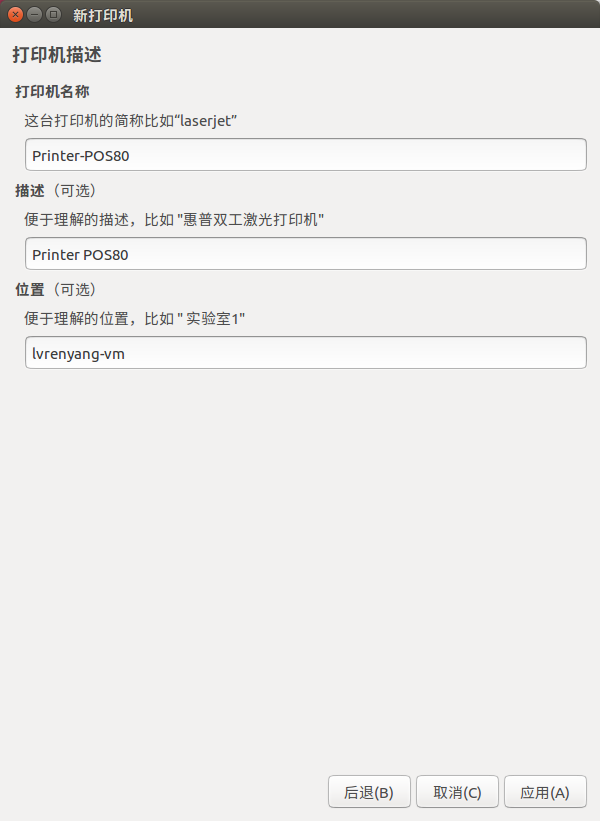 新打印机
打印机描述
打印机名称
这台打印机的简称比如“laserjet”
Printer-POS80
描述（可选）
便于理解的描述，比如 "惠普双工激光打印机"
Printer POS80
位置（可选）
便于理解的位置，比如 " 实验室1"
lvrenyang-vm
后退(B) 取消(C) 应用(A)